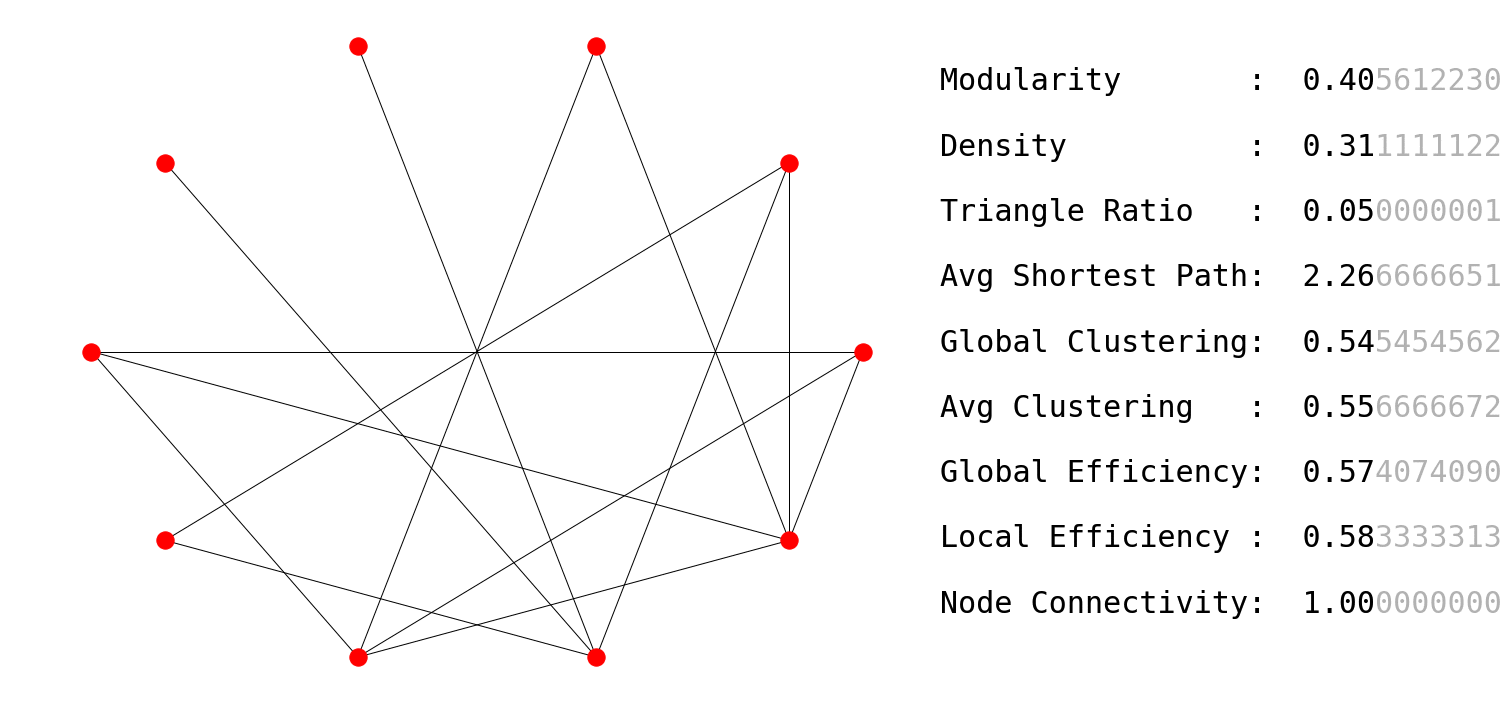 Modularity : 0.405612230
Density : 0.311111122
Triangle Ratio : 0.050000001
Avg Shortest Path: 2.266666651
Global Clustering: 0.545454562
Avg Clustering : 0.556666672
Global Efficiency: 0.574074090
Local Efficiency : 0.583333313
Node Connectivity: 1.000000000